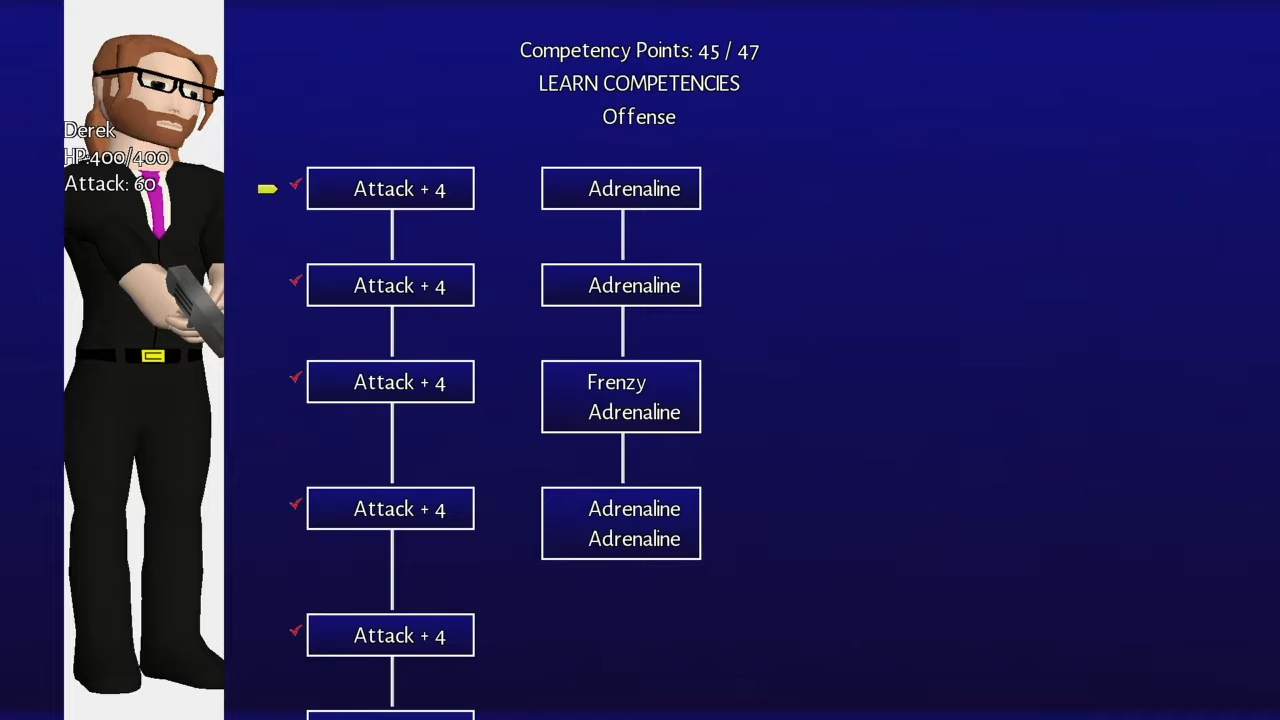 Competency Points: 45 / 47
LEARN COMPETENCIES
Offense
Derek
HP:400/400
Attack: 60
Attack + 4
Adrenaline
Attack + 4
Adrenaline
Attack + 4
Frenzy
Adrenaline
Attack + 4
Adrenaline
Adrenaline
Attack + 4